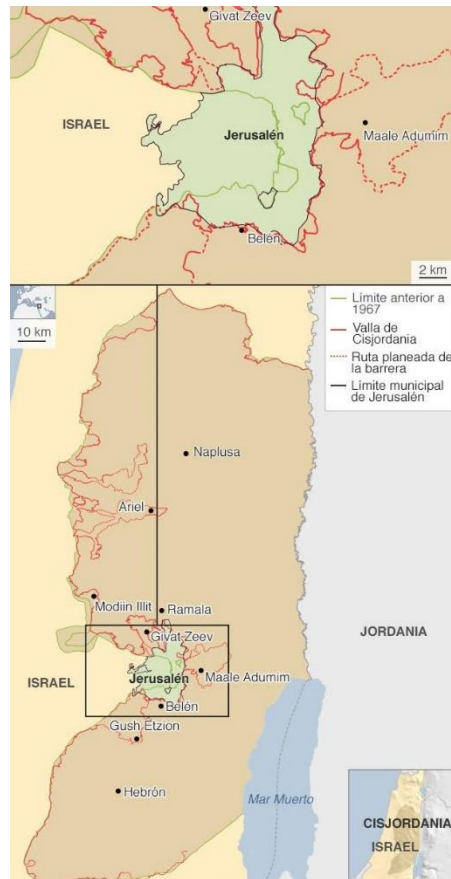 Givat Zeev
ISRAEL
Jerusalén
Maale Adumim
Belén
2 km
10 km
Límite anterior a
1967
Valla de
Cisjordania
Ruta planeada de
la barrera
Límite municipal
de Jerusalén
Naplusa
Ariel
Modiin Illit
Ramala
Givat Zeev
JORDANIA
ISRAEL
Jerusalén
Maale Adumim
Belén
Gush Etzion
Hebrón
Mar Muerto
CISJORDANIA
ISRAEL